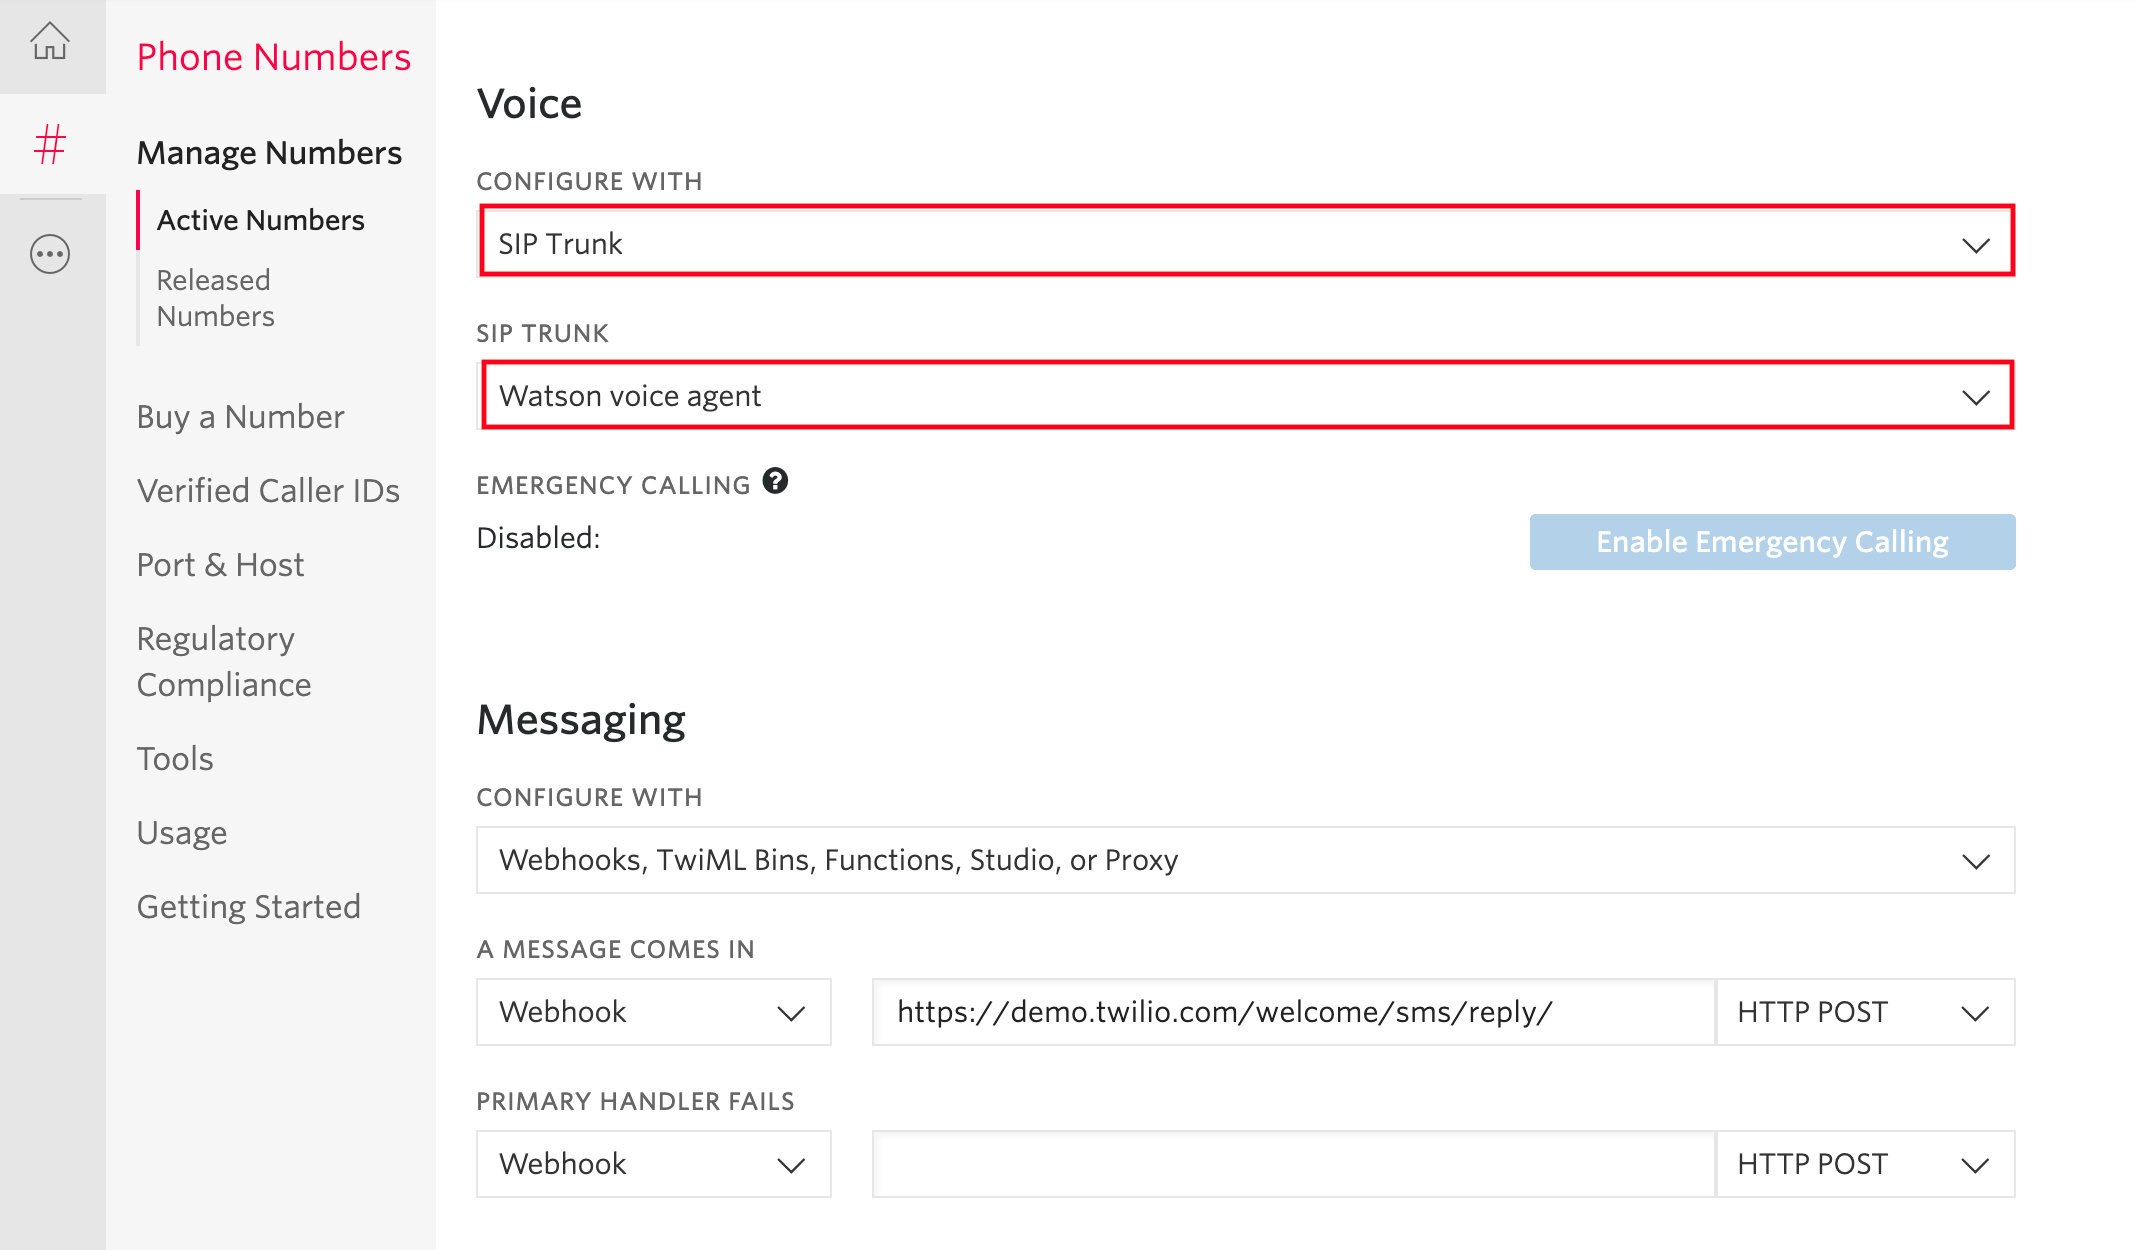 Phone Numbers
Manage Numbers
Active Numbers
Released
Numbers
Buy a Number
Verified Caller IDs
Port & Host
Regulatory
Compliance
Tools
Usage
Getting Started
Voice
CONFIGURE WITH
SIP Trunk
SIP TRUNK
Watson voice agent
EMERGENCY CALLING ?
Disabled:
Enable Emergency Calling
Messaging
CONFIGURE WITH
Webhooks, TwiML Bins, Functions, Studio, or Proxy
A MESSAGE COMES IN
Webhook https://demo.twilio.com/welcome/sms/reply/ HTTP POST
PRIMARY HANDLER FAILS
Webhook HTTP POST